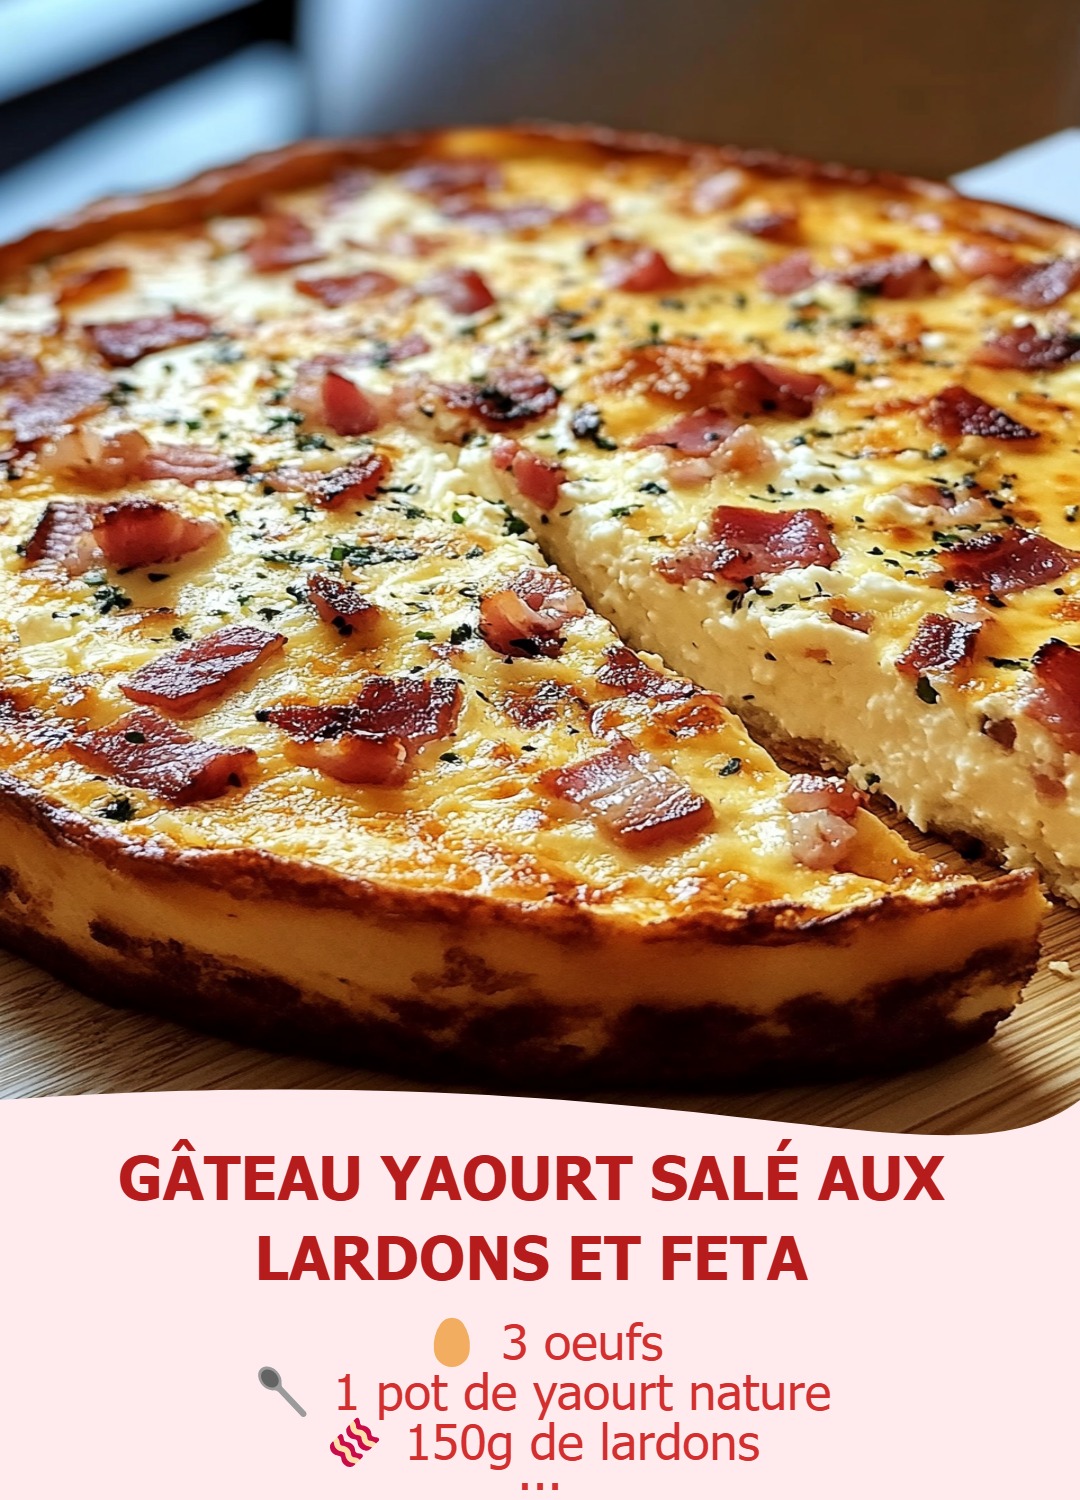 GÂTEAU YAOURT SALÉ AUX
LARDONS ET FETA
3 oeufs
1 pot de yaourt nature
150g de lardons
...